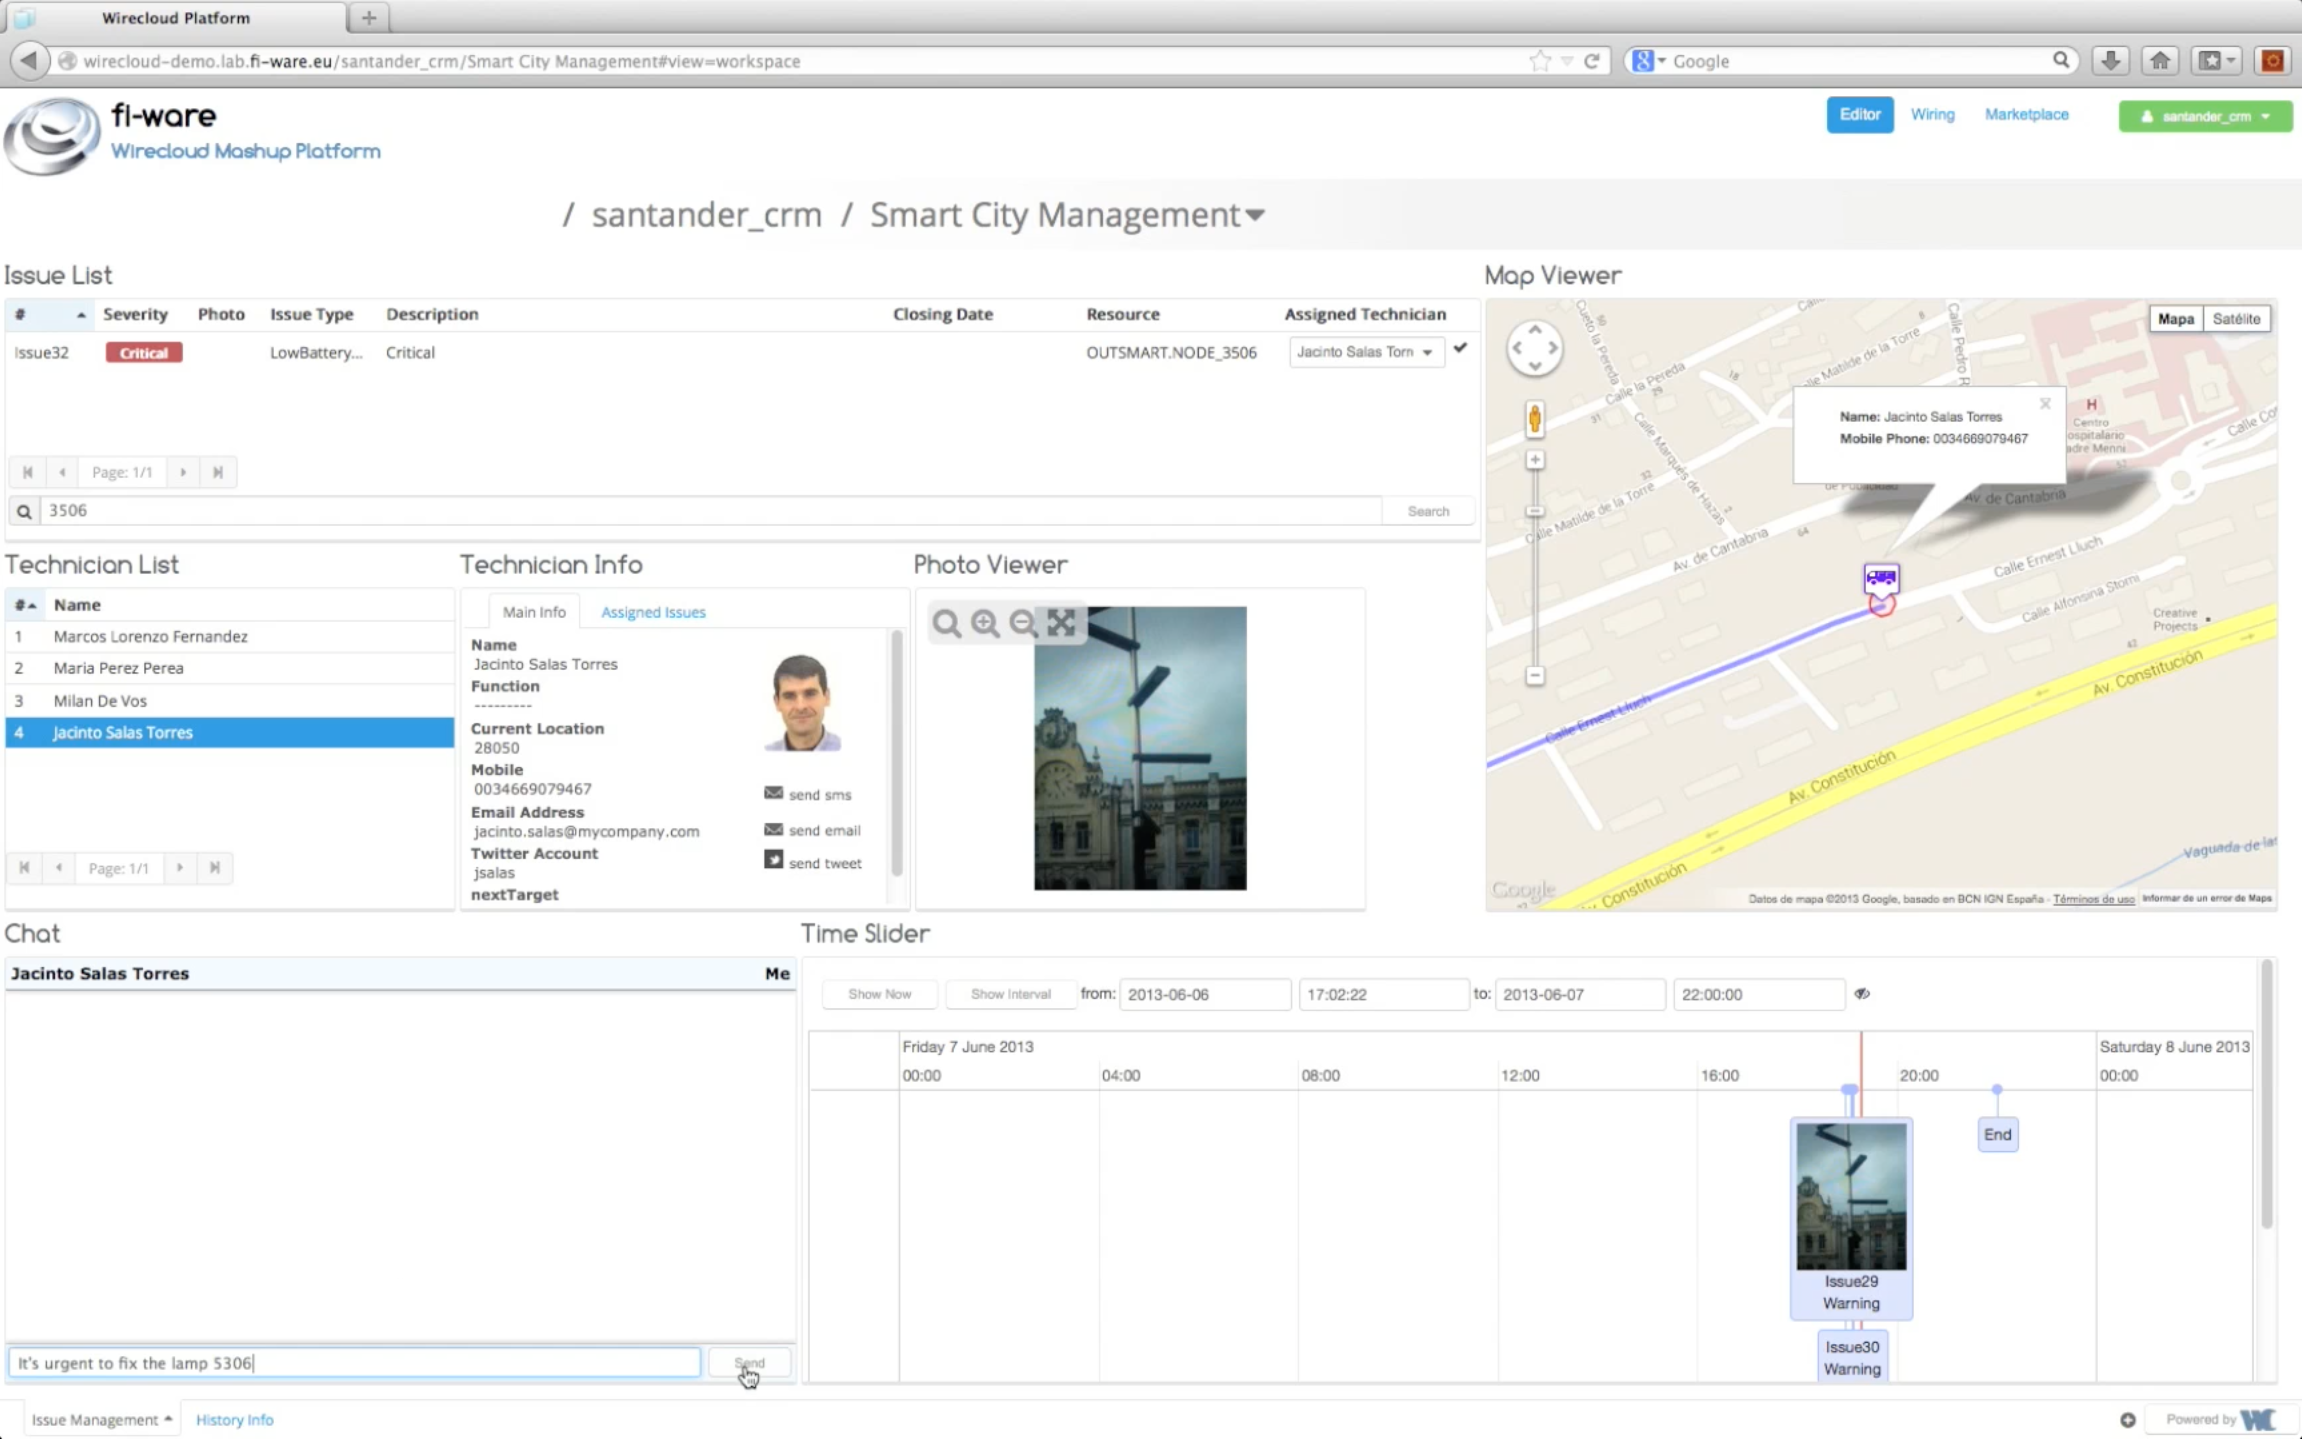 Wirecloud Platform
wirecloud-demo.lab.fi-ware.eu/santander_crm/Smart City Management#view=workspace
Google
fi-ware
Wirecloud Mashup Platform
Editor Wiring Marketplace santander_crm
/ santander_crm / Smart City Management
Issue List
# Severity Photo Issue Type Description Closing Date Resource Assigned Technician
Issue32 Critical LowBattery... Critical OUTSMART.NODE_3506 Jacinto Salas Torn
Page: 1/1
3506 Search
Map Viewer
Mapa Satélite
Name: Jacinto Salas Torres
Mobile Phone: 0034669079467
Calle la Pereda
Calle Marqués de Hazas
Av. de Cantabria
Av. de Cantabria
Calle Ernest Lluch
Calle Alfonsina Storni
Creative
Projects
Calle Ernest Lluch
Av. Constitución
Av. Constitución
Vaguada de las
Google
Datos de mapa ©2013 Google, basado en BCN IGN España - Términos de uso Informar de un error de Maps
Technician List
# Name
1 Marcos Lorenzo Fernandez
2 Maria Perez Perea
3 Milan De Vos
4 Jacinto Salas Torres
Page: 1/1
Technician Info
Main Info Assigned Issues
Name
Jacinto Salas Torres
Function
---------
Current Location
28050
Mobile
0034669079467
Email Address
jacinto.salas@mycompany.com
Twitter Account
jsalas
nextTarget
send sms
send email
send tweet
Photo Viewer
Chat
Jacinto Salas Torres Me
It's urgent to fix the lamp 5306
Send
Time Slider
Show Now Show Interval from: 2013-06-06 17:02:22 to: 2013-06-07 22:00:00
Friday 7 June 2013 Saturday 8 June 2013
00:00 04:00 08:00 12:00 16:00 20:00 00:00
End
Issue29
Warning
Issue30
Warning
Issue Management History Info
Powered by WC